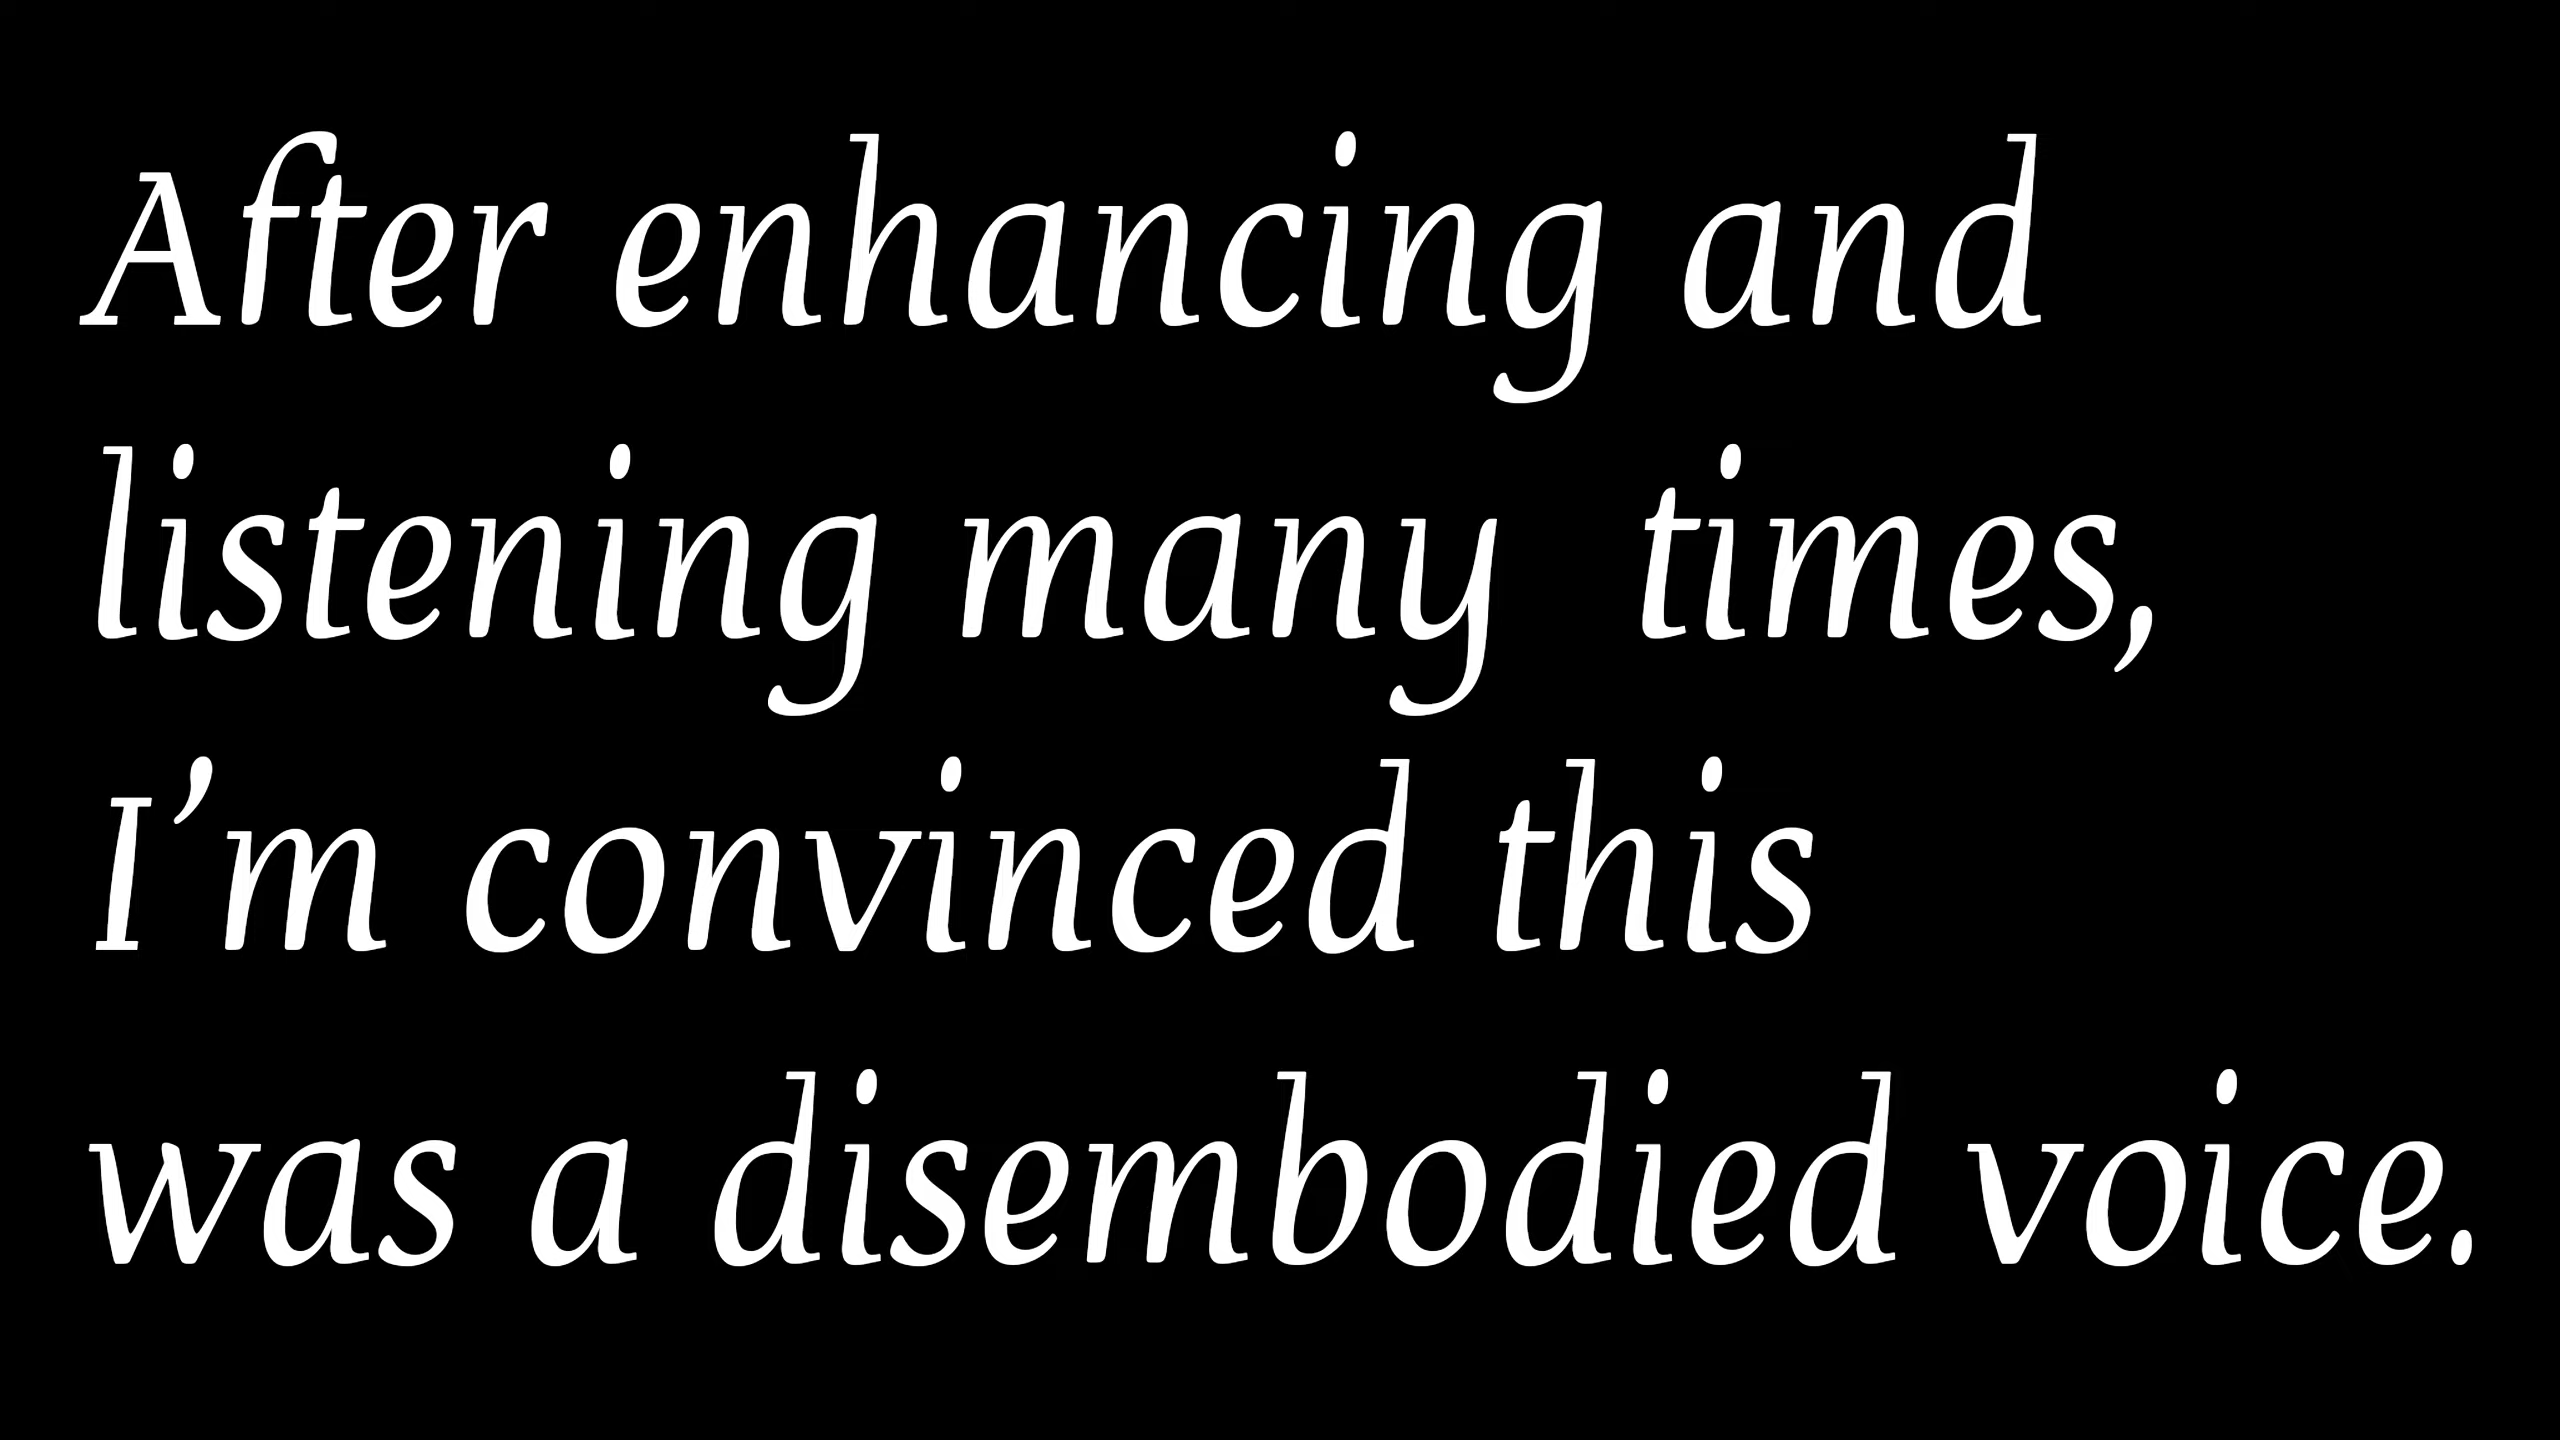 After enhancing and
listening many  times,
I’m convinced this
was a disembodied voice.